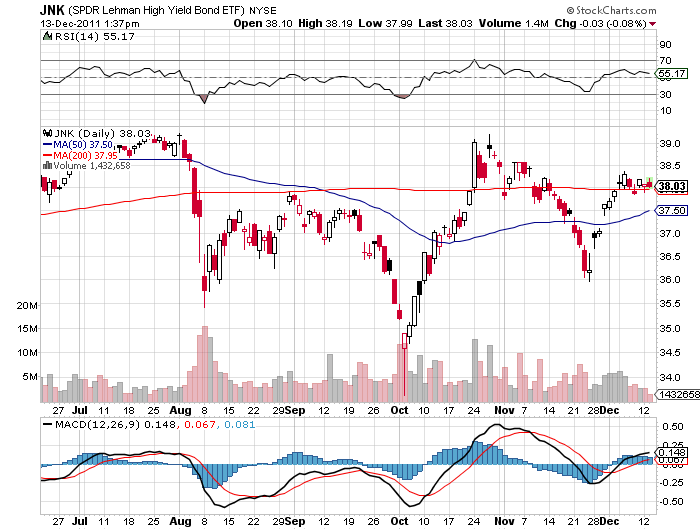 JNK (SPDR Lehman High Yield Bond ETF) NYSE © StockCharts.com
13-Dec-2011 1:37pm Open 38.10 High 38.19 Low 37.99 Last 38.03 Volume 1.4M Chg -0.03 (-0.08%)
RSI(14) 55.17
90
70
55.17
30
10
JNK (Daily) 38.03
MA(50) 37.50
MA(200) 37.95
Volume 1,432,658
39.0
38.5
38.03
37.50
37.0
36.5
36.0
35.5
20M 35.0
15M
10M 34.5
5M 34.0
1432658
27 Jul 11 18 25 Aug 8 15 22 29Sep 12 19 26 Oct 10 17 24 Nov 7 14 21 28Dec 12
MACD(12,26,9) 0.148, 0.067, 0.081
0.50
0.25
0.148
0.067
-0.25
-0.50
27 Jul 11 18 25 Aug 8 15 22 29Sep 12 19 26 Oct 10 17 24 Nov 7 14 21 28Dec 12